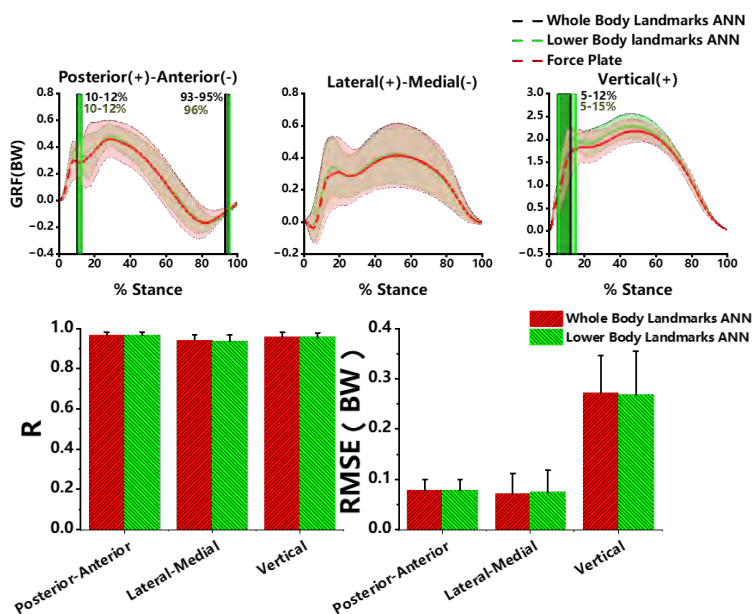 Whole Body Landmarks ANN
Lower Body landmarks ANN
Force Plate
Posterior(+)-Anterior(-)
Lateral(+)-Medial(-)
Vertical(+)
10-12%
10-12%
93-95%
96%
5-12%
5-15%
GRF(BW)
0.8
0.6
0.4
0.2
0.0
−0.2
−0.4
0 20 40 60 80 100
% Stance
0.8
0.6
0.4
0.2
0.0
−0.2
0 20 40 60 80 100
% Stance
3.0
2.5
2.0
1.5
1.0
0.5
0.0
−0.5
0 20 40 60 80 100
% Stance
R
1.0
0.8
0.6
0.4
0.2
0.0
Posterior-Anterior
Lateral-Medial
Vertical
RMSE ( BW )
0.4
0.3
0.2
0.1
0.0
Posterior-Anterior
Lateral-Medial
Vertical
Whole Body Landmarks ANN
Lower Body Landmarks ANN